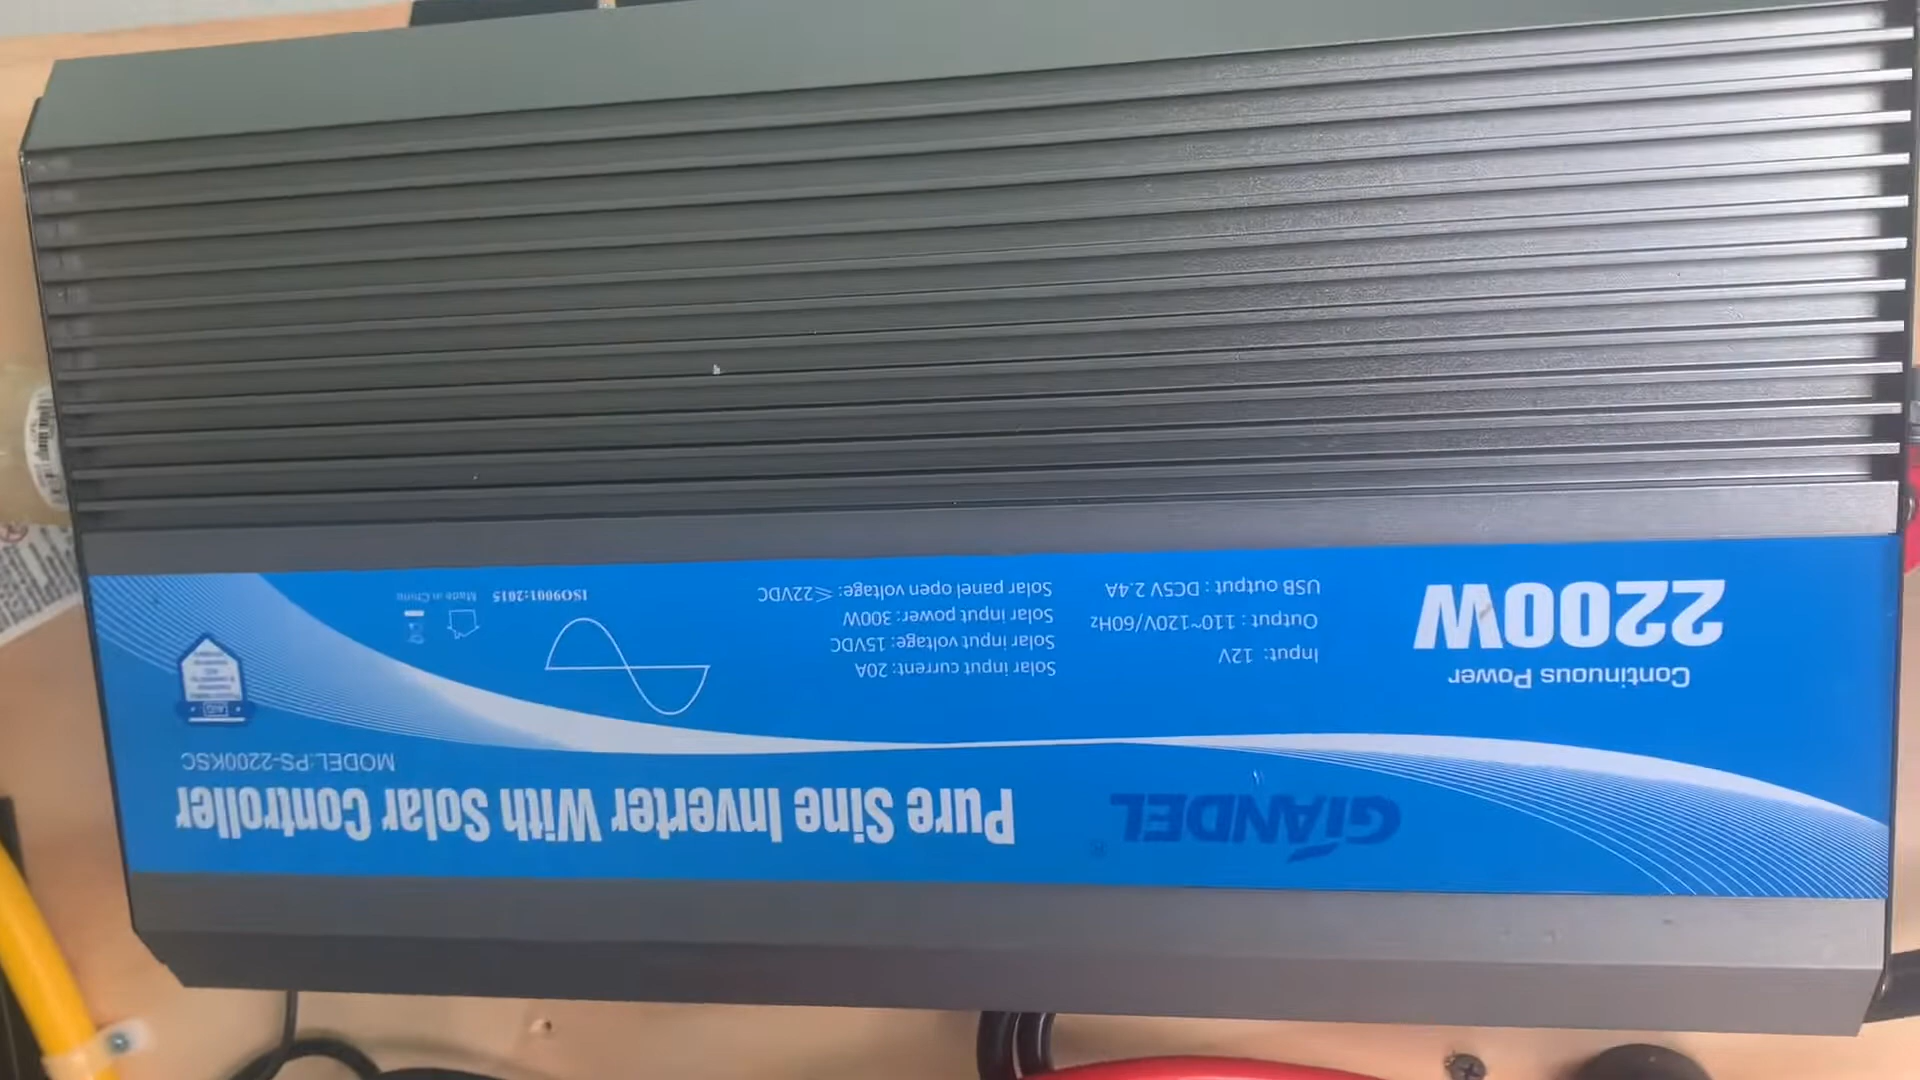 GIANDEL®
Pure Sine Inverter With Solar Controller
MODEL:PS-2200KSC
Continuous Power
2200W
Input: 12V
Output : 110~120V/60Hz
USB output : DC5V 2.4A
Solar input current: 20A
Solar input voltage: 15VDC
Solar input power: 300W
Solar panel open voltage: ≤22VDC
ISO9001:2015
Made in China